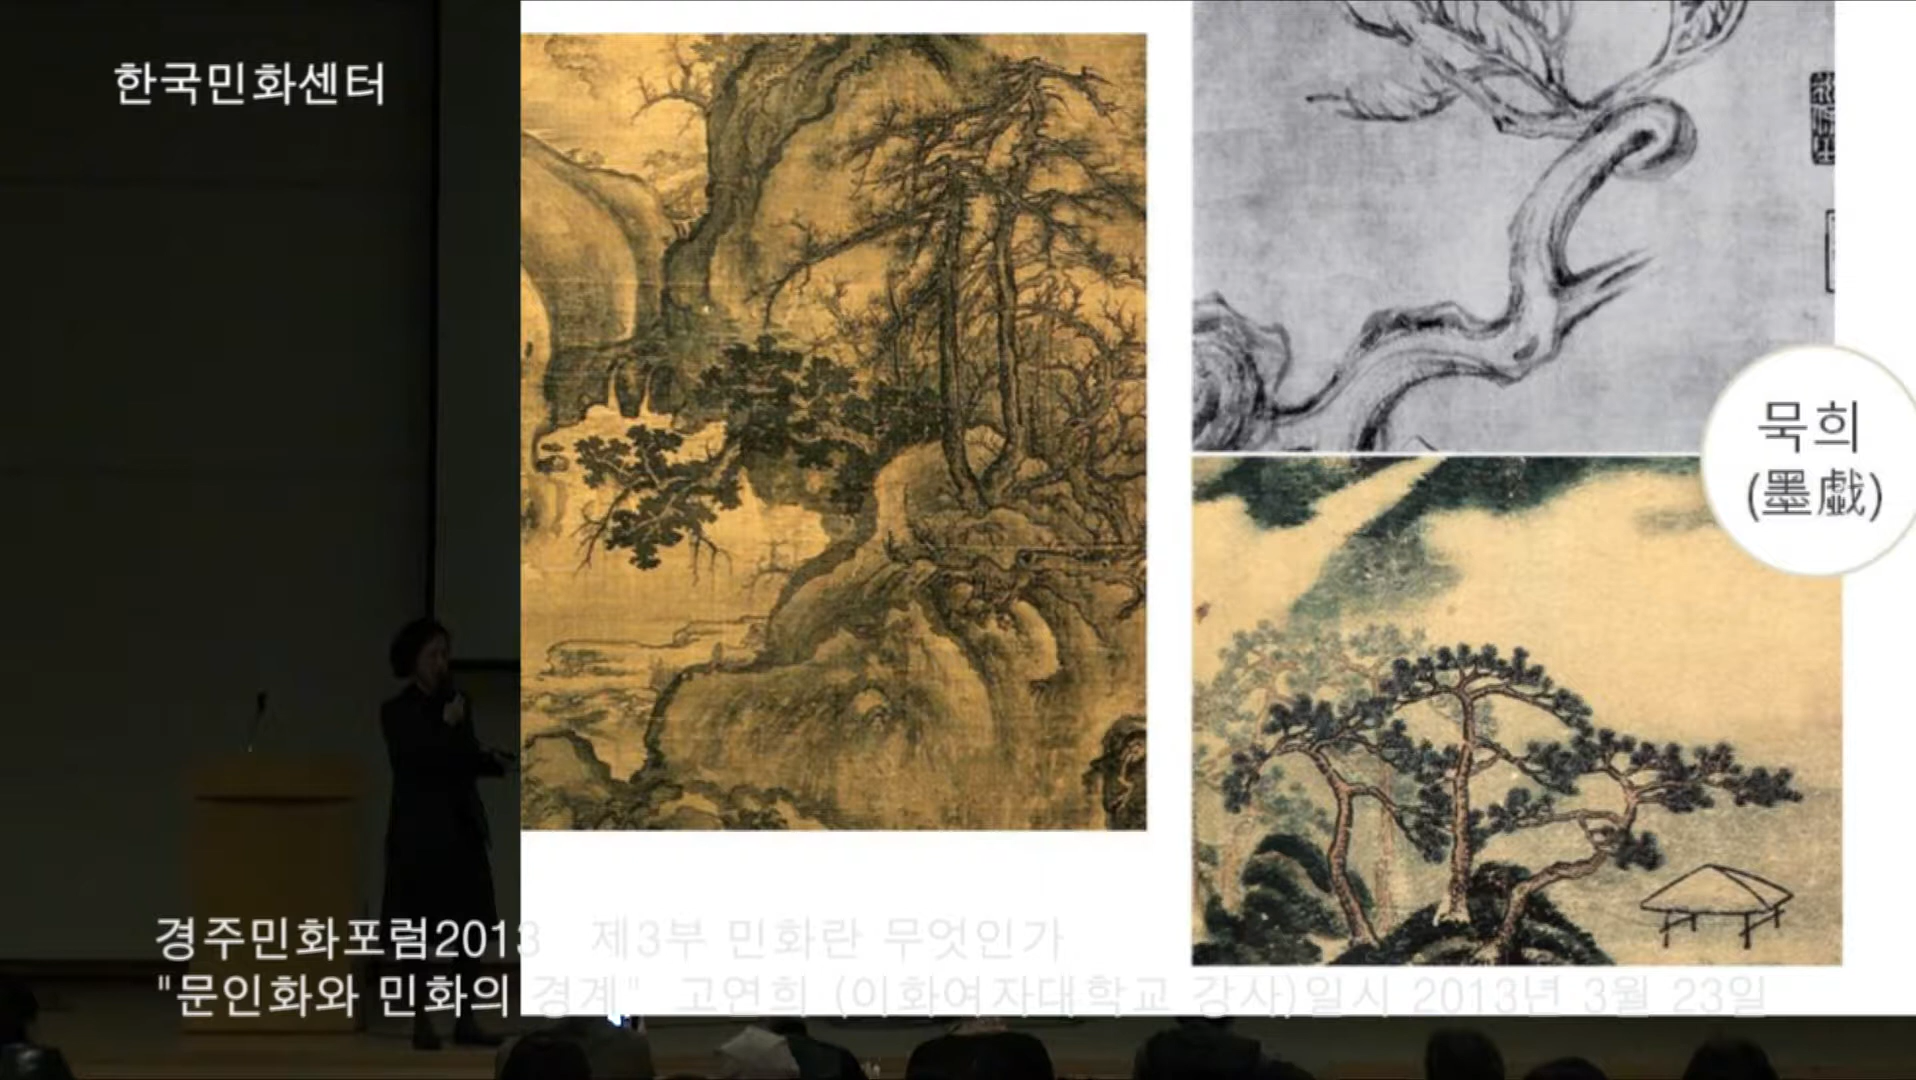 한국민화센터
묵희
(墨戱)
경주민화포럼2013 제3부 민화란 무엇인가
"문인화와 민화의 경계" 고연희 (이화여자대학교 강사)일시 2013년 3월 23일